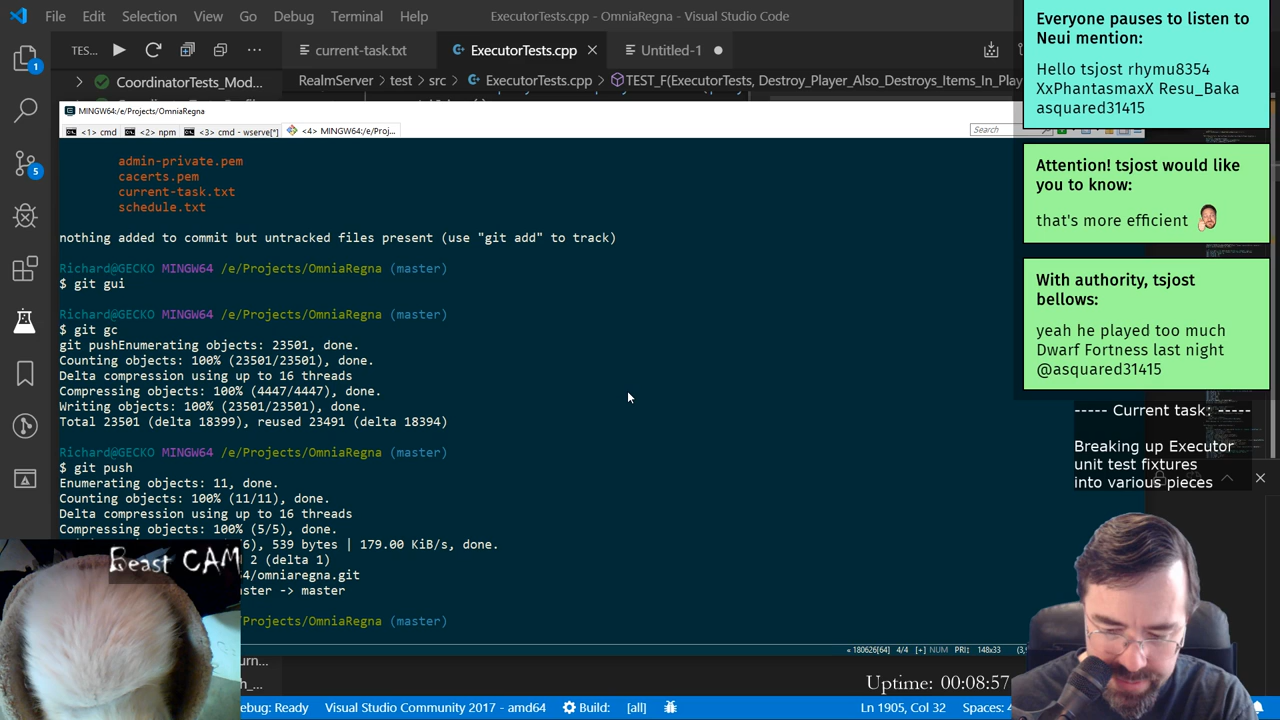 File Edit Selection View Go Debug Terminal Help
ExecutorTests.cpp - OmniaRegna - Visual Studio Code
TES...
current-task.txt
ExecutorTests.cpp
Untitled-1
CoordinatorTests_Mod...
RealmServer > test > src > ExecutorTests.cpp > TEST_F(ExecutorTests, Destroy_Player_Also_Destroys_Items_In_Play
MINGW64:/e/Projects/OmniaRegna
<1> cmd <2> npm <3> cmd - wserve[*] <4> MINGW64:/e/Proj...
Search
admin-private.pem
cacerts.pem
current-task.txt
schedule.txt
nothing added to commit but untracked files present (use "git add" to track)
Richard@GECKO MINGW64 /e/Projects/OmniaRegna (master)
$ git gui
Richard@GECKO MINGW64 /e/Projects/OmniaRegna (master)
$ git gc
git pushEnumerating objects: 23501, done.
Counting objects: 100% (23501/23501), done.
Delta compression using up to 16 threads
Compressing objects: 100% (4447/4447), done.
Writing objects: 100% (23501/23501), done.
Total 23501 (delta 18399), reused 23491 (delta 18394)
Richard@GECKO MINGW64 /e/Projects/OmniaRegna (master)
$ git push
Enumerating objects: 11, done.
Counting objects: 100% (11/11), done.
Delta compression using up to 16 threads
Compressing objects: 100% (5/5), done.
6), 539 bytes | 179.00 KiB/s, done.
2 (delta 1)
4/omniaregna.git
ster -> master
/e/Projects/OmniaRegna (master)
« 180626[64] 4/4 [+] NUM PRI: 148x33
Everyone pauses to listen to
Neui mention:
Hello tsjost rhymu8354
XxPhantasmaxX Resu_Baka
asquared31415
Attention! tsjost would like
you to know:
that's more efficient
With authority, tsjost
bellows:
yeah he played too much
Dwarf Fortness last night
@asquared31415
----- Current task: -----
Breaking up Executor
unit test fixtures
into various pieces
Beast CAM
Uptime: 00:08:57
ebug: Ready
Visual Studio Community 2017 - amd64
Build:
[all]
Ln 1905, Col 32
1
5